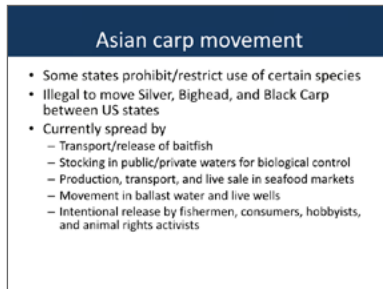 Asian carp movement
• Some states prohibit/restrict use of certain species
• Illegal to move Silver, Bighead, and Black Carp
between US states
• Currently spread by
– Transport/release of baitfish
– Stocking in public/private waters for biological control
– Production, transport, and live sale in seafood markets
– Movement in ballast water and live wells
– Intentional release by fishermen, consumers, hobbyists,
and animal rights activists